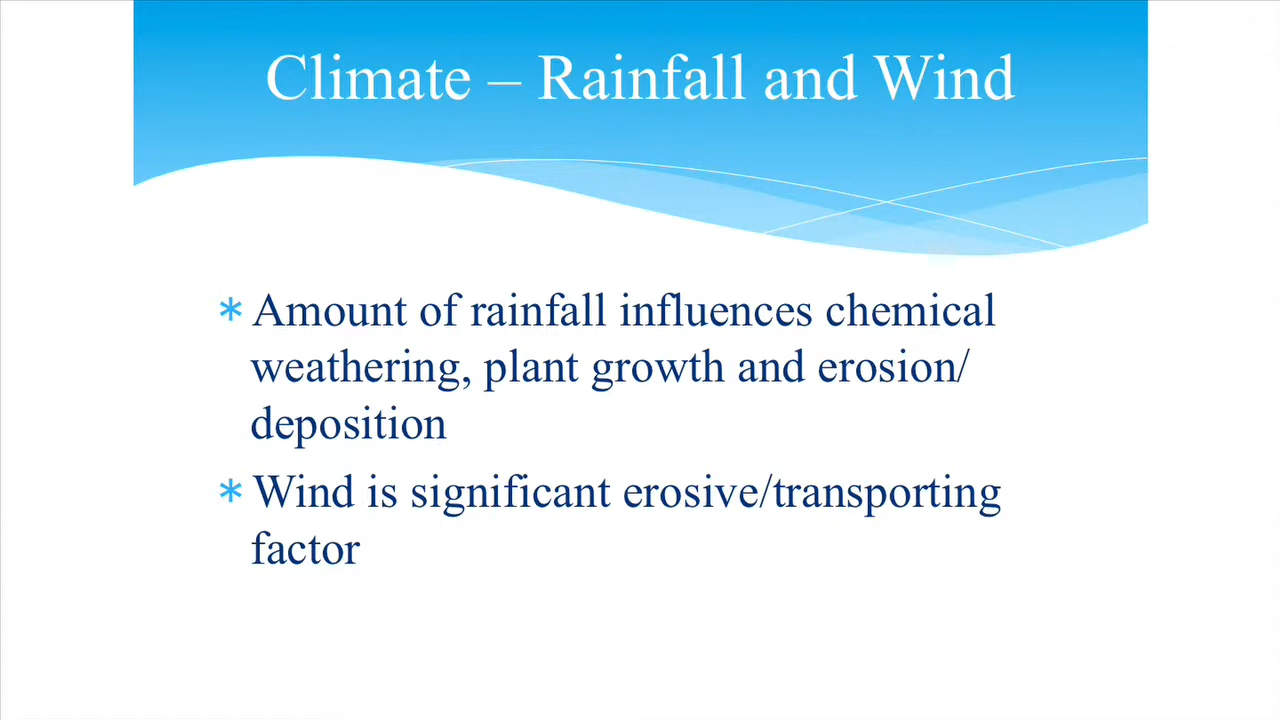 Climate – Rainfall and Wind
* Amount of rainfall influences chemical
weathering, plant growth and erosion/
deposition
* Wind is significant erosive/transporting
factor